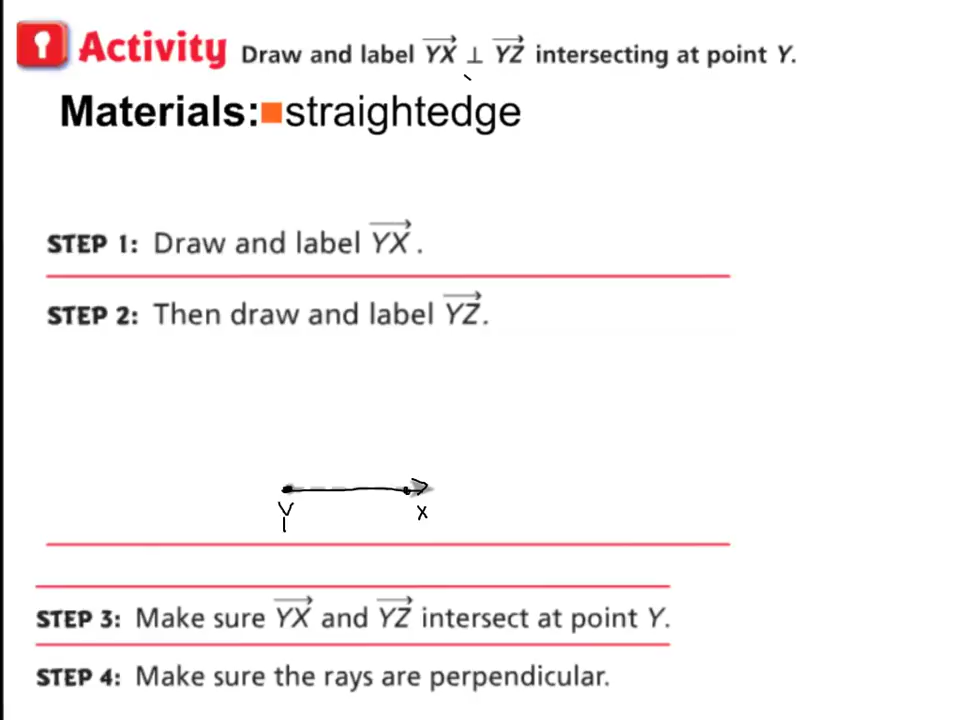 Activity Draw and label YX ⊥ YZ intersecting at point Y.
Materials: straightedge
STEP 1: Draw and label YX.
STEP 2: Then draw and label YZ.
Y X
STEP 3: Make sure YX and YZ intersect at point Y.
STEP 4: Make sure the rays are perpendicular.